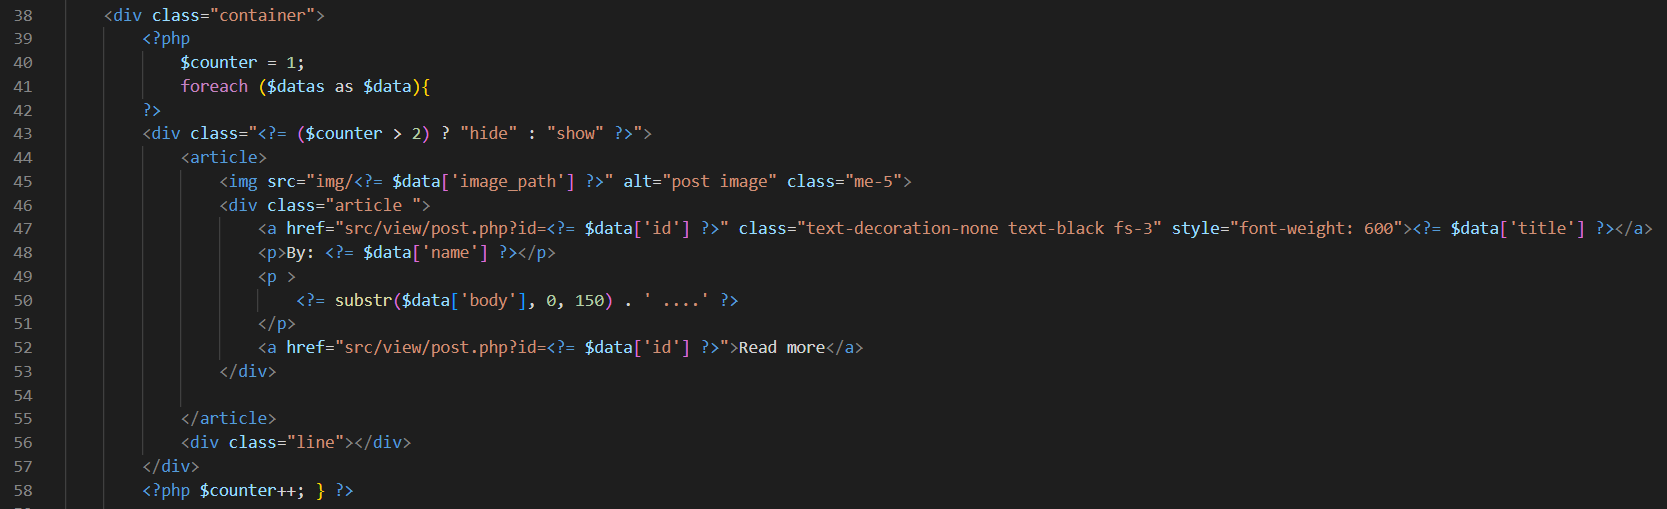 38 <div class="container">
39 <?php
40 $counter = 1;
41 foreach ($datas as $data){
42 ?>
43 <div class="<?= ($counter > 2) ? "hide" : "show" ?>">
44 <article>
45 <img src="img/<?= $data['image_path'] ?>" alt="post image" class="me-5">
46 <div class="article ">
47 <a href="src/view/post.php?id=<?= $data['id'] ?>" class="text-decoration-none text-black fs-3" style="font-weight: 600"><?= $data['title'] ?></a>
48 <p>By: <?= $data['name'] ?></p>
49 <p >
50 <?= substr($data['body'], 0, 150) . ' ....' ?>
51 </p>
52 <a href="src/view/post.php?id=<?= $data['id'] ?>">Read more</a>
53 </div>
54
55 </article>
56 <div class="line"></div>
57 </div>
58 <?php $counter++; } ?>